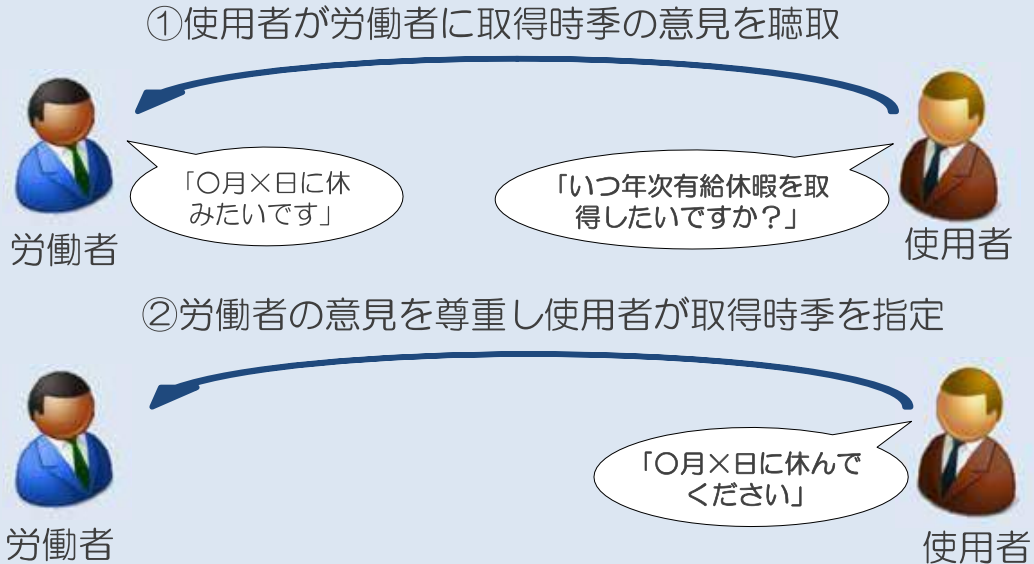 ①使用者が労働者に取得時季の意見を聴取
「○月×日に休
みたいです」
「いつ年次有給休暇を取
得したいですか？」
労働者
使用者
②労働者の意見を尊重し使用者が取得時季を指定
「○月×日に休んで
ください」
労働者
使用者